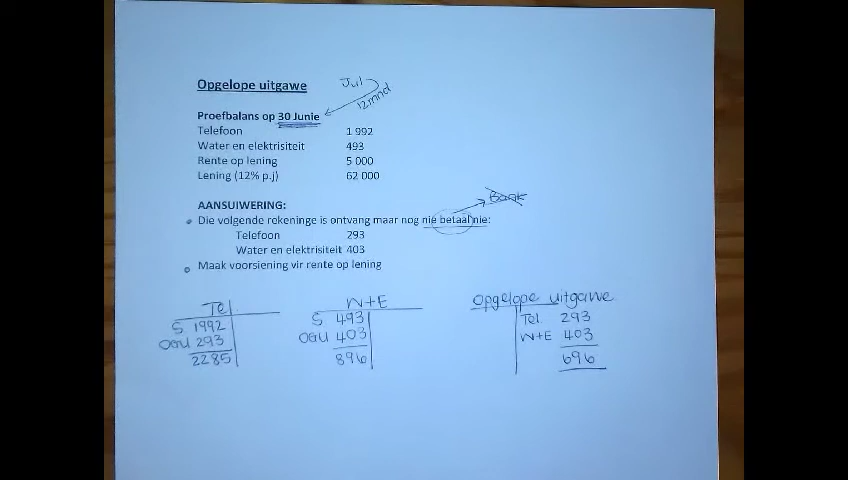 Opgelope uitgawe
Jul
12mnd
Proefbalans op 30 Junie
Telefoon 1 992
Water en elektrisiteit 493
Rente op lening 5 000
Lening (12% p.j) 62 000
AANSUIWERING:
Bank
Die volgende rekeninge is ontvang maar nog nie betaal nie:
Telefoon 293
Water en elektrisiteit 403
Maak voorsiening vir rente op lening
Tel
S 1992
OGU 293
2285
W+E
S 493
OGU 403
896
Opgelope uitgawe
Tel 293
W+E 403
696